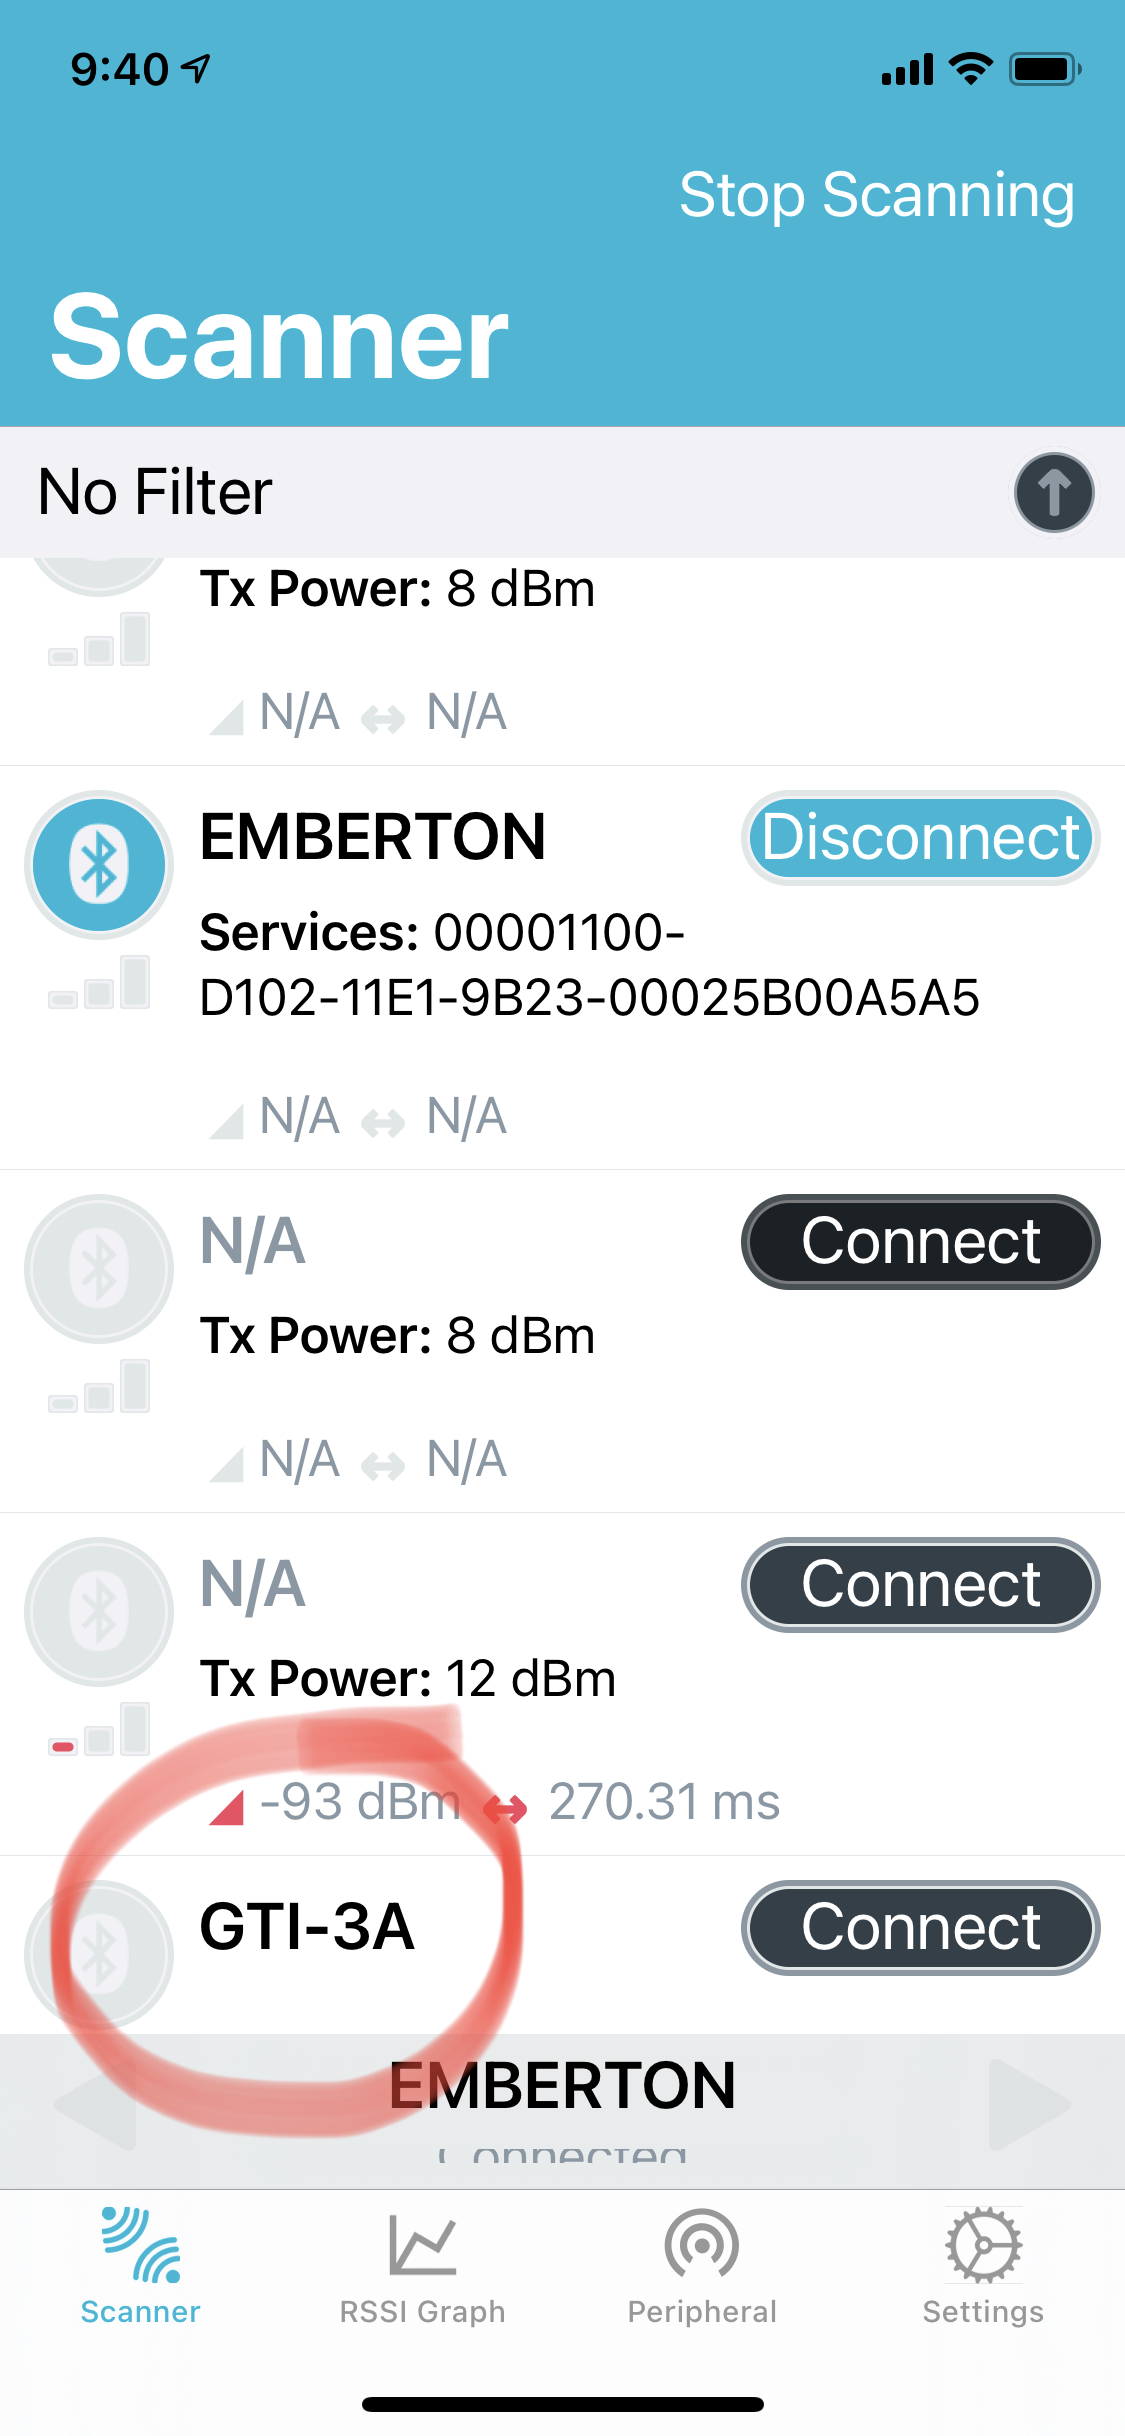 9:40
Stop Scanning
Scanner
No Filter
Tx Power: 8 dBm
N/A N/A
EMBERTON Disconnect
Services: 00001100-
D102-11E1-9B23-00025B00A5A5
N/A N/A
N/A Connect
Tx Power: 8 dBm
N/A N/A
N/A Connect
Tx Power: 12 dBm
-93 dBm 270.31 ms
GTI-3A Connect
EMBERTON
Connected
Scanner RSSI Graph Peripheral Settings